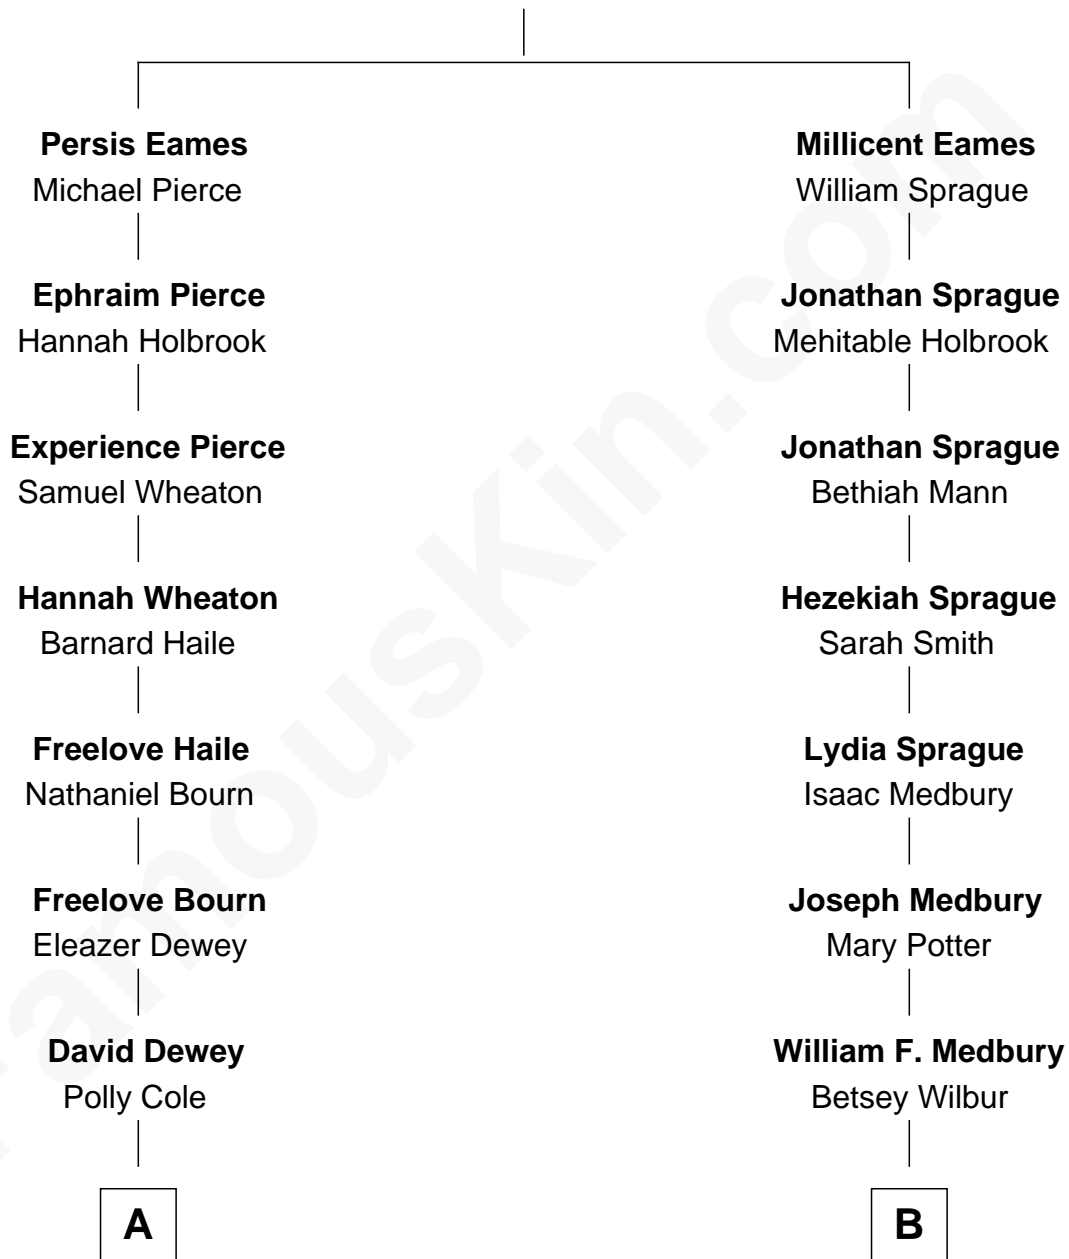 Persis Eames
Michael Pierce
Ephraim Pierce
Hannah Holbrook
Experience Pierce
Samuel Wheaton
Hannah Wheaton
Barnard Haile
Freelove Haile
Nathaniel Bourn
Freelove Bourn
Eleazer Dewey
David Dewey
Polly Cole
A
Millicent Eames
William Sprague
Jonathan Sprague
Mehitable Holbrook
Jonathan Sprague
Bethiah Mann
Hezekiah Sprague
Sarah Smith
Lydia Sprague
Isaac Medbury
Joseph Medbury
Mary Potter
William F. Medbury
Betsey Wilbur
B
FamousKin.com